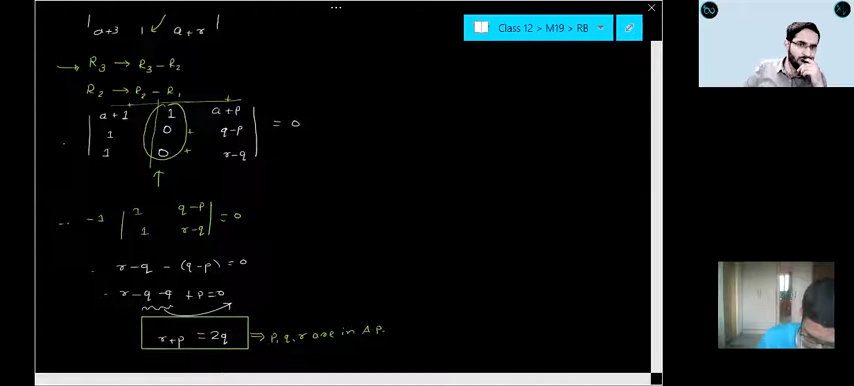 Class 12 > M19 > RB
| a+3 1 a+r |
→ R3 → R3 - R2
R2 → R2 - R1
| a+1 1 a+p |
| 1 0 q-p | = 0
| 1 0 r-q |
-1 | 1 q-p | = 0
| 1 r-q |
r-q - (q-p) = 0
r-q-q + p = 0
r+p = 2q ⇒ p, q, r are in A.P.